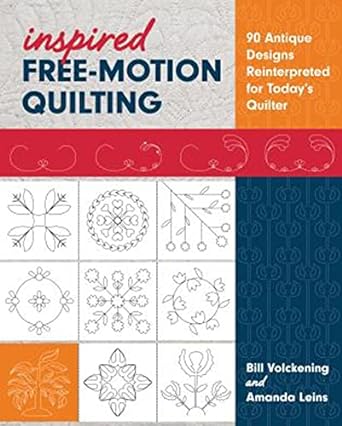 inspired
FREE-MOTION
QUILTING
90 Antique
Designs
Reinterpreted
for Today's
Quilter
Bill Volckening
and
Amanda Leins